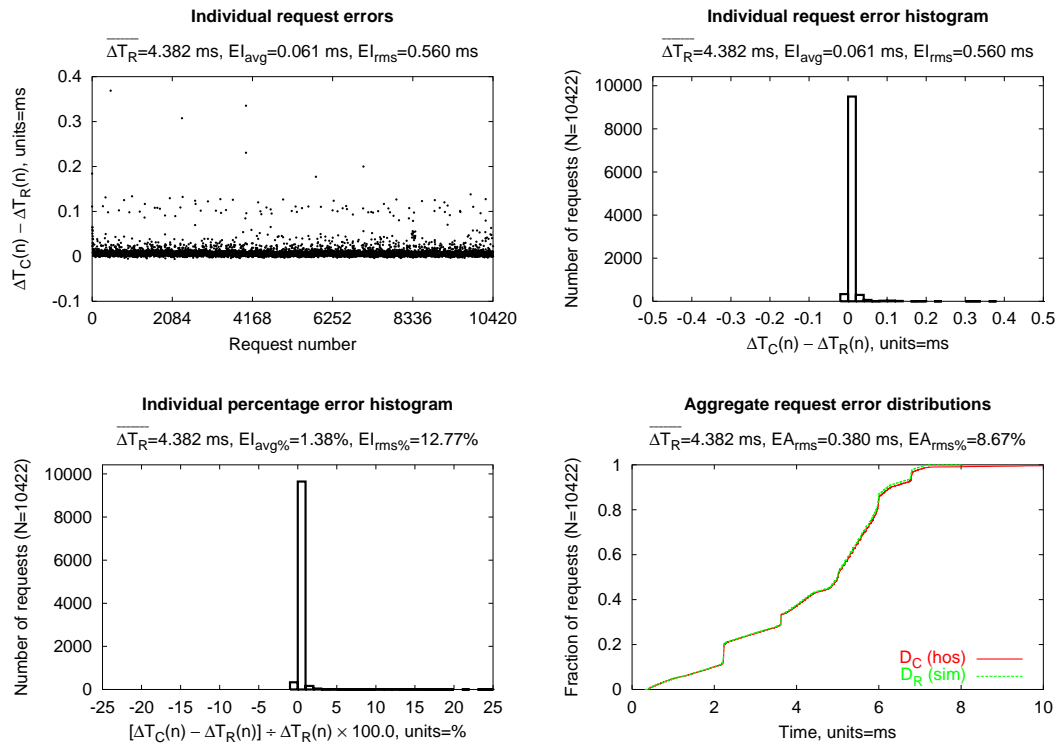 Individual request errors
ΔT_R=4.382 ms, EI_avg=0.061 ms, EI_rms=0.560 ms
ΔT_C(n) − ΔT_R(n), units=ms
0.4
0.3
0.2
0.1
0
-0.1
0 2084 4168 6252 8336 10420
Request number
Individual request error histogram
ΔT_R=4.382 ms, EI_avg=0.061 ms, EI_rms=0.560 ms
Number of requests (N=10422)
10000
8000
6000
4000
2000
0
-0.5 -0.4 -0.3 -0.2 -0.1 0 0.1 0.2 0.3 0.4 0.5
ΔT_C(n) − ΔT_R(n), units=ms
Individual percentage error histogram
ΔT_R=4.382 ms, EI_avg%=1.38%, EI_rms%=12.77%
Number of requests (N=10422)
10000
8000
6000
4000
2000
0
-25 -20 -15 -10 -5 0 5 10 15 20 25
[ΔT_C(n) − ΔT_R(n)] ÷ ΔT_R(n) × 100.0, units=%
Aggregate request error distributions
ΔT_R=4.382 ms, EA_rms=0.380 ms, EA_rms%=8.67%
Fraction of requests (N=10422)
1
0.8
0.6
0.4
0.2
0
D_C (hos)
D_R (sim)
0 2 4 6 8 10
Time, units=ms